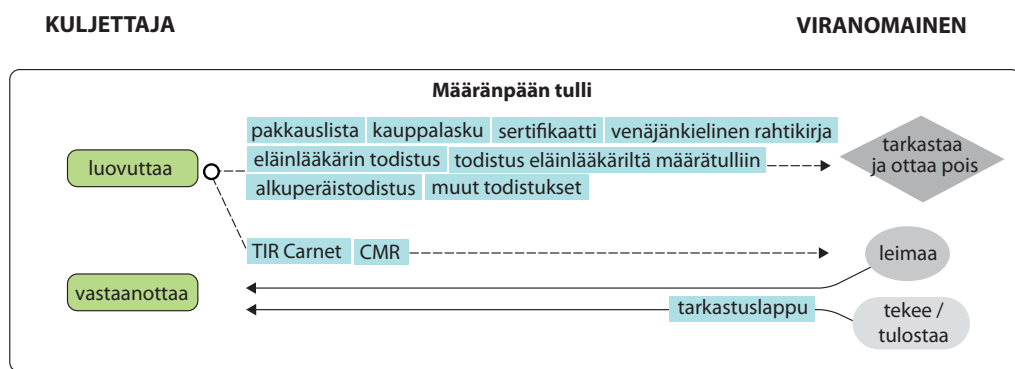 KULJETTAJA VIRANOMAINEN
Määränpään tulli
pakkauslista kauppalasku sertifikaatti venäjänkielinen rahtikirja
luovuttaa eläinlääkärin todistus todistus eläinlääkäriltä määrätulliin
alkuperäistodistus muut todistukset
tarkastaa
ja ottaa pois
TIR Carnet CMR leimaa
vastaanottaa
tarkastuslappu tekee /
tulostaa